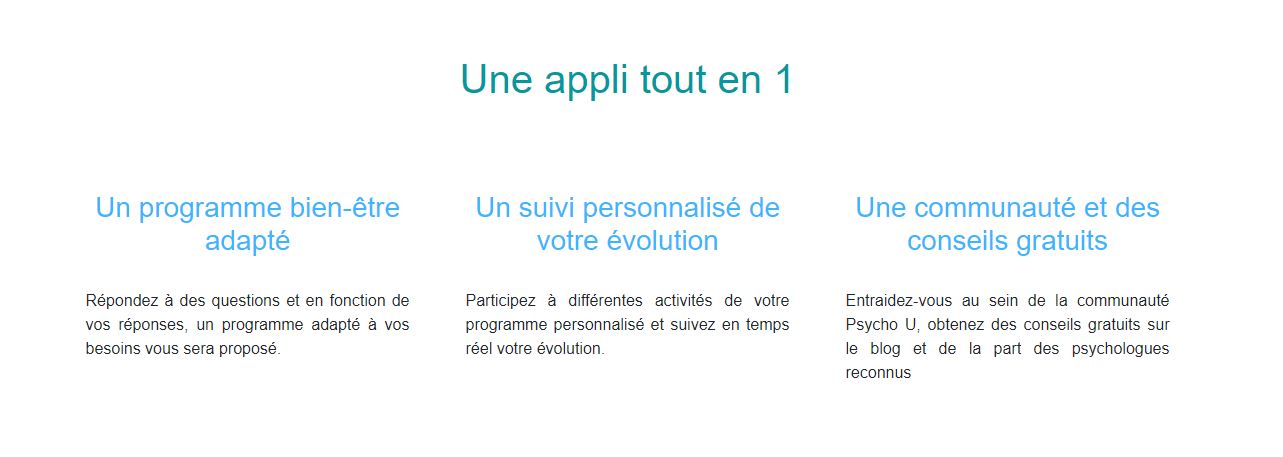 Une appli tout en 1
Un programme bien-être
adapté
Répondez à des questions et en fonction de
vos réponses, un programme adapté à vos
besoins vous sera proposé.
Un suivi personnalisé de
votre évolution
Participez à différentes activités de votre
programme personnalisé et suivez en temps
réel votre évolution.
Une communauté et des
conseils gratuits
Entraidez-vous au sein de la communauté
Psycho U, obtenez des conseils gratuits sur
le blog et de la part des psychologues
reconnus